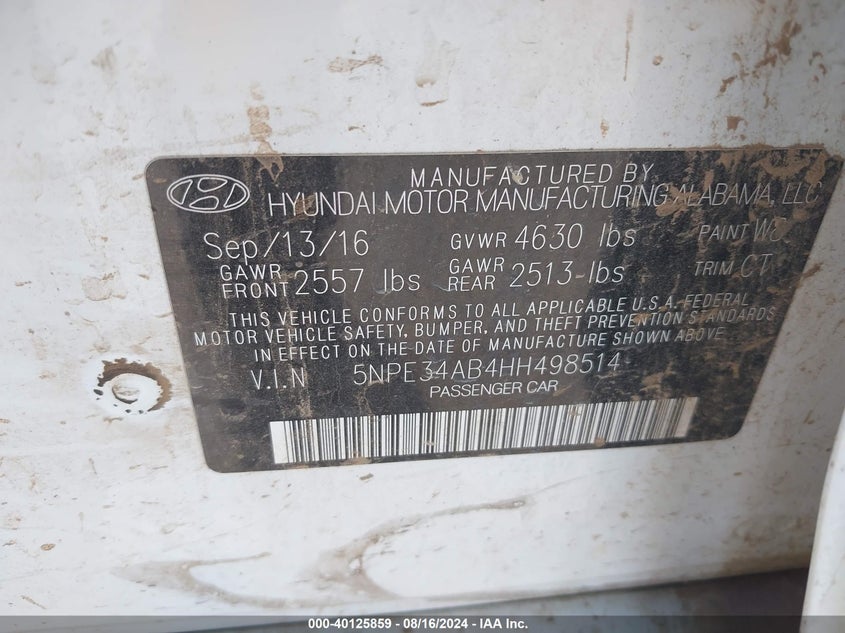 MANUFACTURED BY
HYUNDAI MOTOR MANUFACTURING ALABAMA, LLC
Sep/13/16 GVWR 4630 lbs PAINT
GAWR FRONT 2557 lbs GAWR REAR 2513 lbs TRIM CT
THIS VEHICLE CONFORMS TO ALL APPLICABLE U.S.A. FEDERAL
MOTOR VEHICLE SAFETY, BUMPER, AND THEFT PREVENTION STANDARDS
IN EFFECT ON THE DATE OF MANUFACTURE SHOWN ABOVE
V.I.N 5NPE34AB4HH498514
PASSENGER CAR
000-40125859 - 08/16/2024 - IAA Inc.